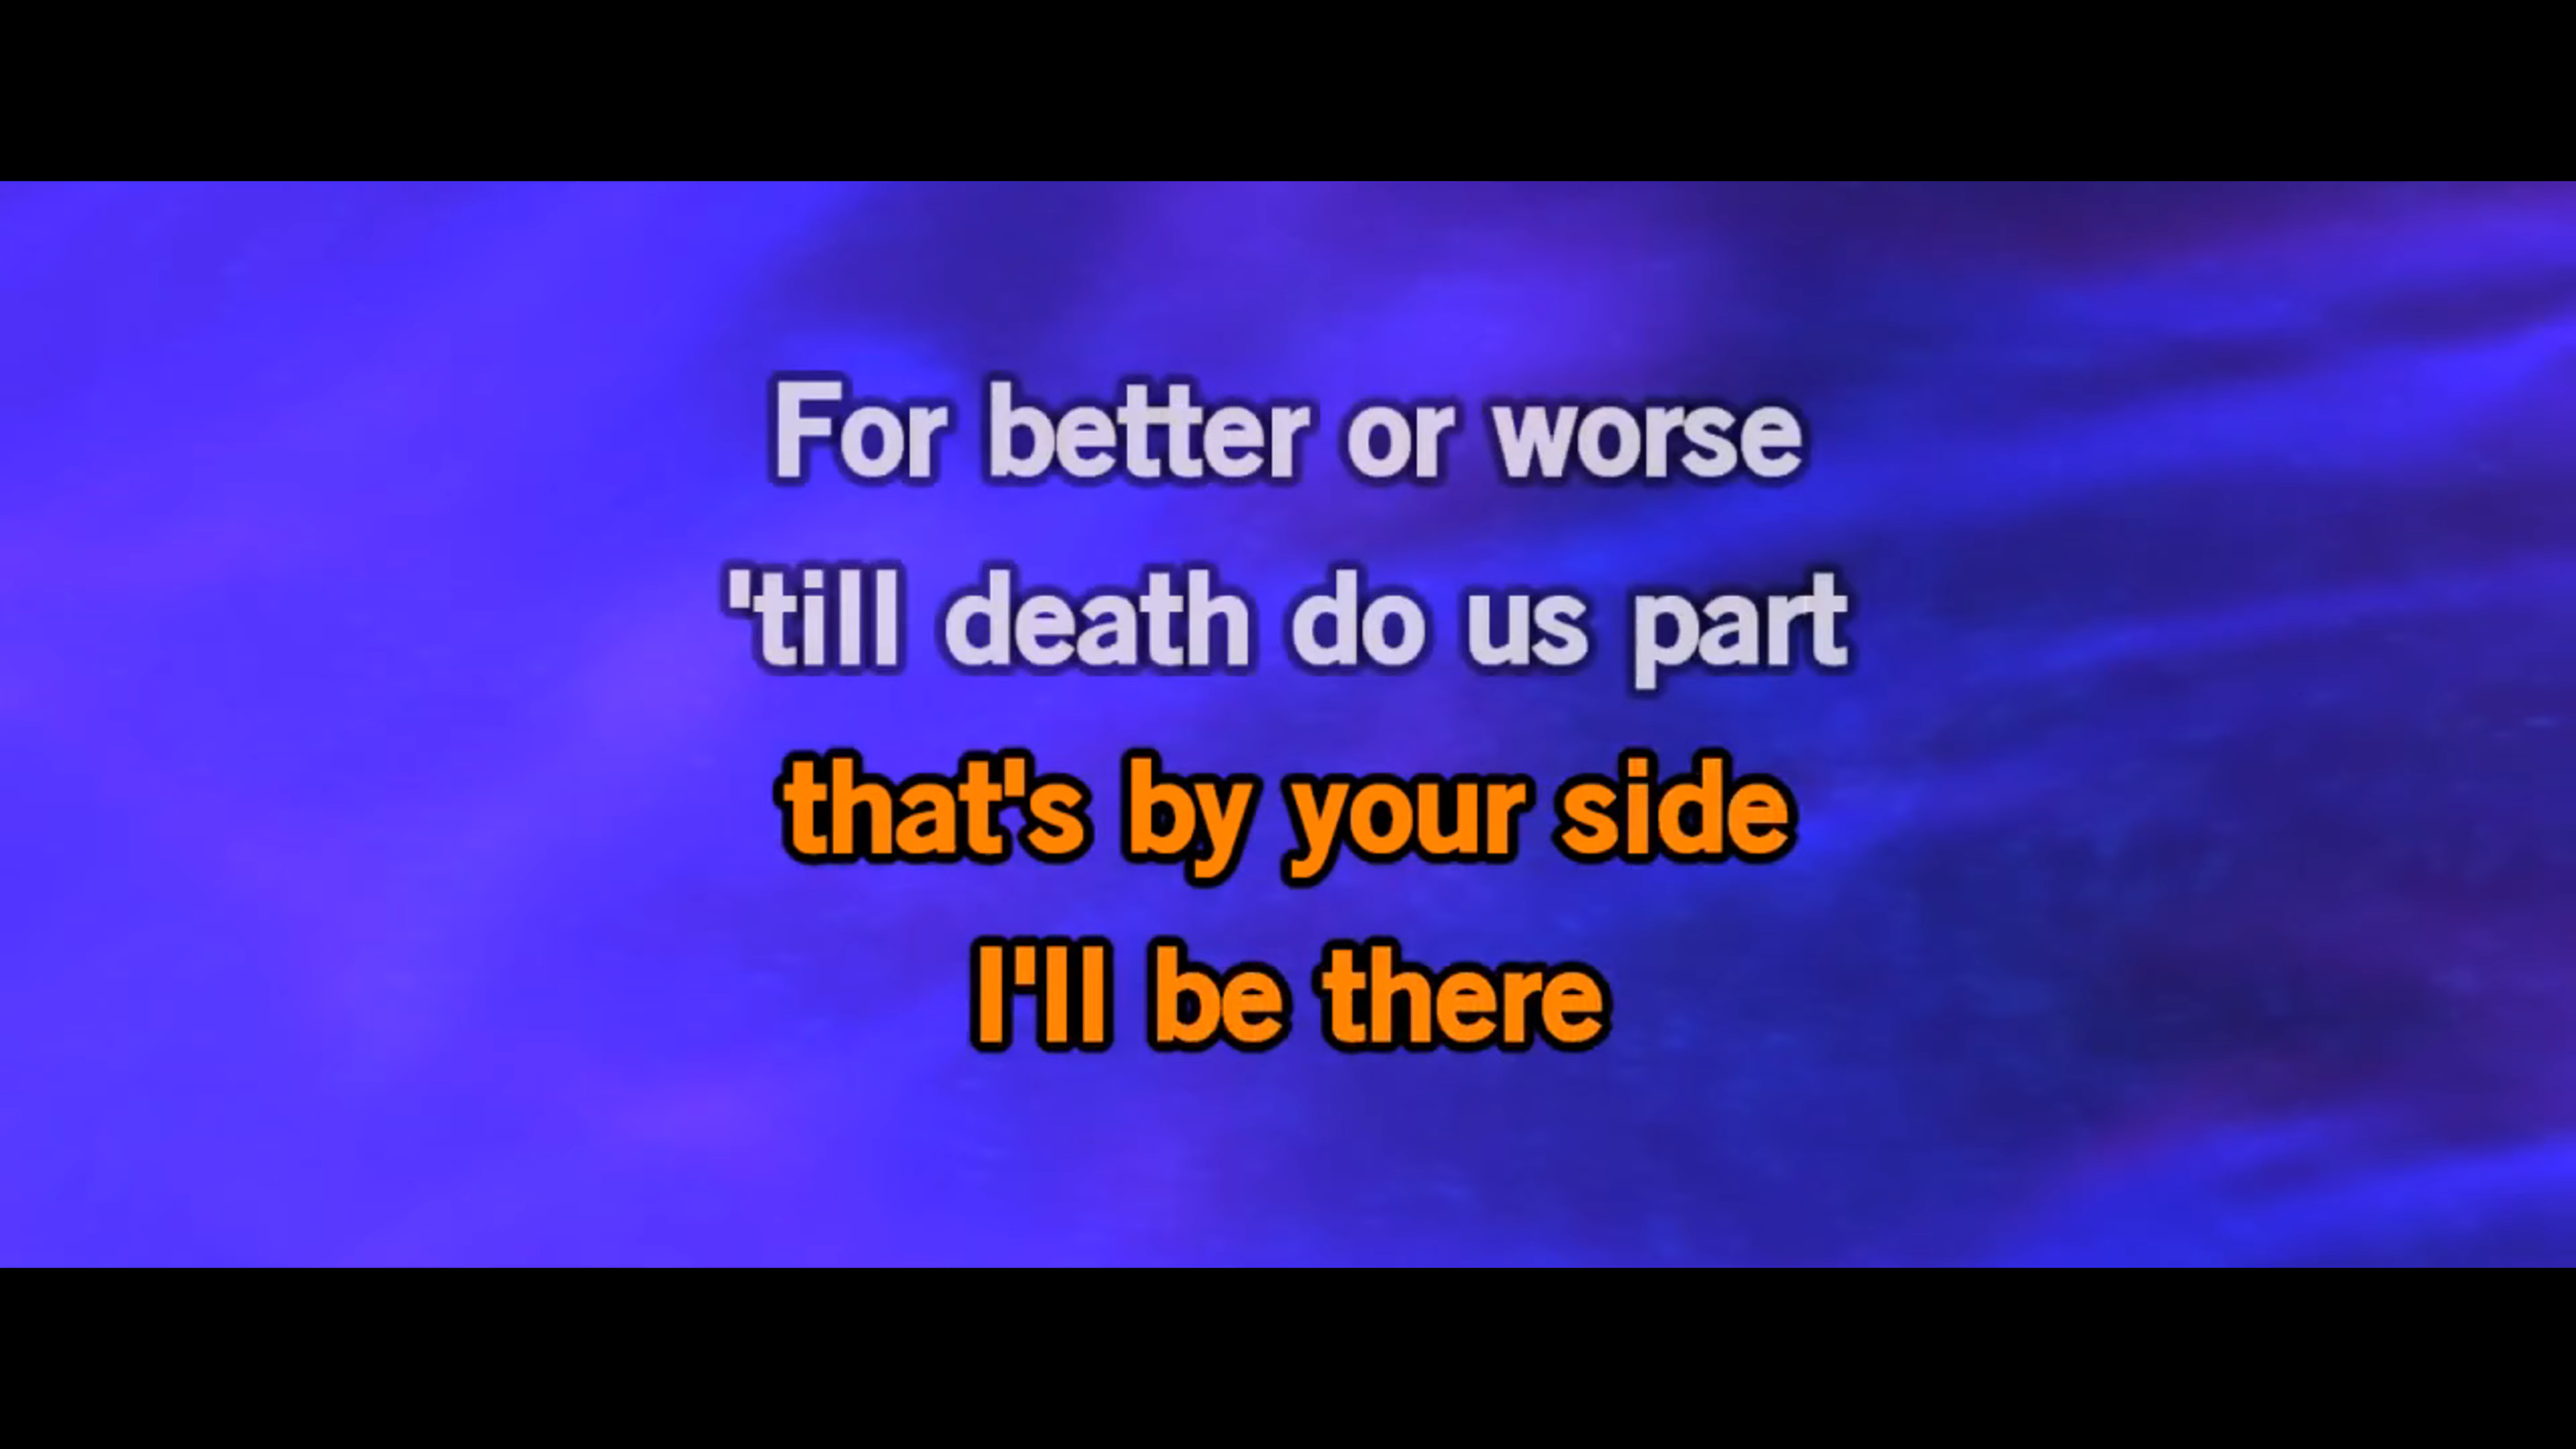 For better or worse
'till death do us part
that's by your side
I'll be there